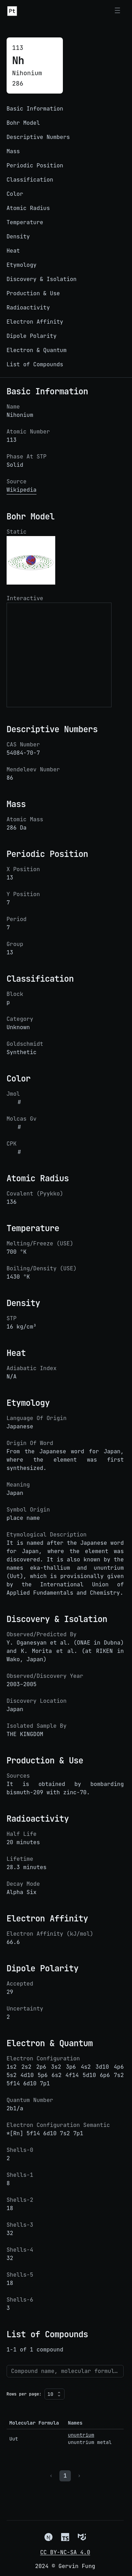 Pt
113
Nh
Nihonium
286
Basic Information
Bohr Model
Descriptive Numbers
Mass
Periodic Position
Classification
Color
Atomic Radius
Temperature
Density
Heat
Etymology
Discovery & Isolation
Production & Use
Radioactivity
Electron Affinity
Dipole Polarity
Electron & Quantum
List of Compounds
Basic Information
Name
Nihonium
Atomic Number
113
Phase At STP
Solid
Source
Wikipedia
Bohr Model
Static
Interactive
Descriptive Numbers
CAS Number
54084-70-7
Mendeleev Number
86
Mass
Atomic Mass
286 Da
Periodic Position
X Position
13
Y Position
7
Period
7
Group
13
Classification
Block
p
Category
Unknown
Goldschmidt
Synthetic
Color
Jmol
#
Molcas Gv
#
CPK
#
Atomic Radius
Covalent (Pyykko)
136
Temperature
Melting/Freeze (USE)
700 °K
Boiling/Density (USE)
1430 °K
Density
STP
16 kg/cm³
Heat
Adiabatic Index
N/A
Etymology
Language Of Origin
Japanese
Origin Of Word
From the Japanese word for Japan,
where the element was first
synthesized.
Meaning
Japan
Symbol Origin
place name
Etymological Description
It is named after the Japanese word
for Japan, where the element was
discovered. It is also known by the
names eka-thallium and ununtrium
(Uut), which is provisionally given
by the International Union of
Applied Fundamentals and Chemistry.
Discovery & Isolation
Observed/Predicted By
Y. Oganesyan et al. (ONAE in Dubna)
and K. Morita et al. (at RIKEN in
Wako, Japan)
Observed/Discovery Year
2003-2005
Discovery Location
Japan
Isolated Sample By
THE KINGDOM
Production & Use
Sources
It is obtained by bombarding
bismuth-209 with zinc-70.
Radioactivity
Half Life
20 minutes
Lifetime
28.3 minutes
Decay Mode
Alpha Six
Electron Affinity
Electron Affinity (kJ/mol)
66.6
Dipole Polarity
Accepted
29
Uncertainty
2
Electron & Quantum
Electron Configuration
1s2 2s2 2p6 3s2 3p6 4s2 3d10 4p6
5s2 4d10 5p6 6s2 4f14 5d10 6p6 7s2
5f14 6d10 7p1
Quantum Number
2b1/a
Electron Configuration Semantic
*[Rn] 5f14 6d10 7s2 7p1
Shells-0
2
Shells-1
8
Shells-2
18
Shells-3
32
Shells-4
32
Shells-5
18
Shells-6
3
List of Compounds
1-1 of 1 compound
Compound name, molecular formul…
Rows per page: 10
Molecular Formula Names
Uut ununtrium
ununtrium metal
‹ 1 ›
N TS
CC BY-NC-SA 4.0
2024 © Gervin Fung